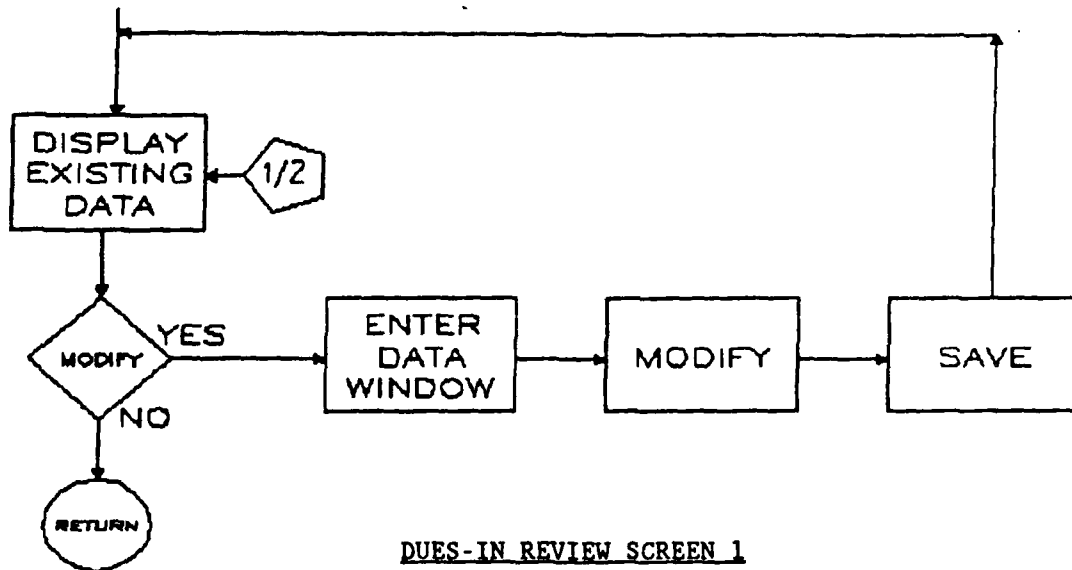 DISPLAY
EXISTING
DATA
1/2
MODIFY
YES
NO
ENTER
DATA
WINDOW
MODIFY
SAVE
RETURN
DUES-IN REVIEW SCREEN 1